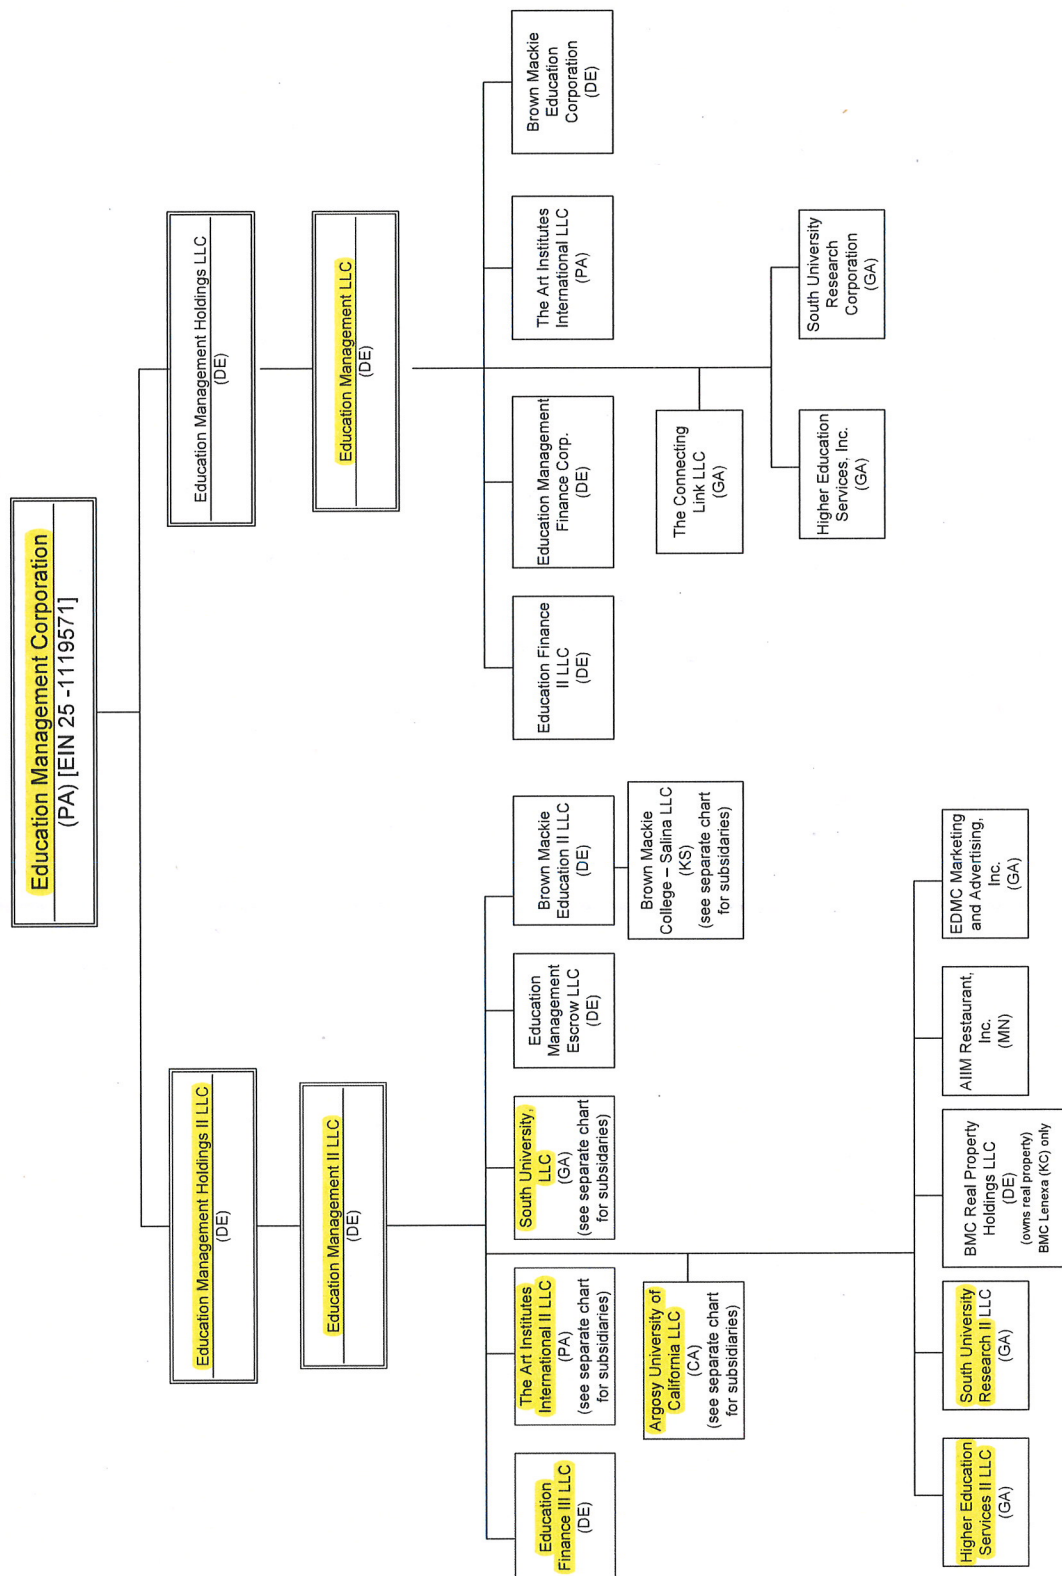 Education Management Corporation
(PA) [EIN 25 -1119571]
Education Management Holdings II LLC
(DE)
Education Management Holdings LLC
(DE)
Education Management II LLC
(DE)
Education Management LLC
(DE)
Education
Finance III LLC
(DE)
The Art Institutes
International II LLC
(PA)
(see separate chart
for subsidiaries)
South University,
LLC
(GA)
(see separate chart
for subsidaries)
Education
Management
Escrow LLC
(DE)
Brown Mackie
Education II LLC
(DE)
Education Finance
II LLC
(DE)
Education Management
Finance Corp.
(DE)
The Art Institutes
International LLC
(PA)
Brown Mackie
Education
Corporation
(DE)
Argosy University of
California LLC
(CA)
(see separate chart
for subsidiaries)
Brown Mackie
College – Salina LLC
(KS)
(see separate chart
for subsidaries)
The Connecting
Link LLC
(GA)
Higher Education
Services, Inc.
(GA)
South University
Research
Corporation
(GA)
Higher Education
Services II LLC
(GA)
South University
Research II LLC
(GA)
BMC Real Property
Holdings LLC
(DE)
(owns real property)
BMC Lenexa (KC) only
AIIM Restaurant,
Inc.
(MN)
EDMC Marketing
and Advertising,
Inc.
(GA)